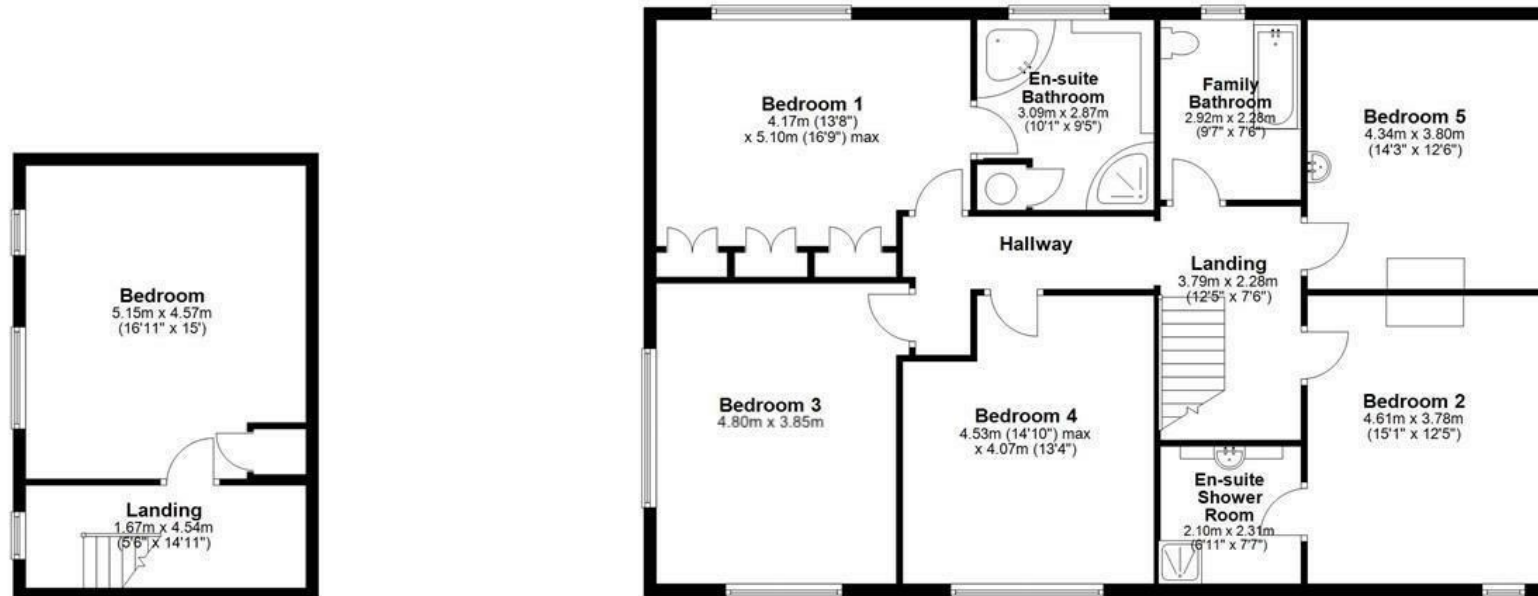 Bedroom
5.15m x 4.57m
(16'11" x 15')
Landing
1.67m x 4.54m
(5'6" x 14'11")
Bedroom 1
4.17m (13'8")
x 5.10m (16'9") max
En-suite
Bathroom
3.09m x 2.87m
(10'1" x 9'5")
Family
Bathroom
2.92m x 2.28m
(9'7" x 7'6")
Bedroom 5
4.34m x 3.80m
(14'3" x 12'6")
Hallway
Landing
3.79m x 2.28m
(12'5" x 7'6")
Bedroom 3
4.80m x 3.85m
Bedroom 4
4.53m (14'10") max
x 4.07m (13'4")
Bedroom 2
4.61m x 3.78m
(15'1" x 12'5")
En-suite
Shower
Room
2.10m x 2.31m
(6'11" x 7'7")